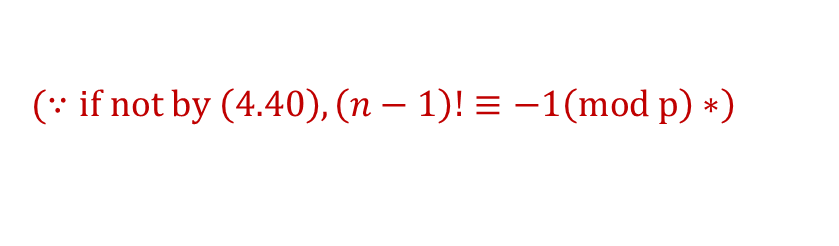 (∵ if not by (4.40), (n − 1)! ≡ −1(mod p) ∗)